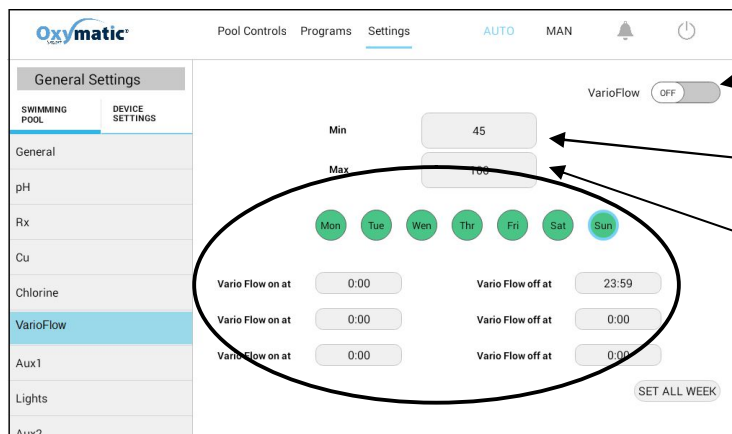 Oxymatic®
SMART
Pool Controls Programs Settings AUTO MAN
General Settings
SWIMMING POOL
DEVICE SETTINGS
VarioFlow OFF
Min 45
Max 100
General
pH
Rx
Cu
Chlorine
VarioFlow
Aux1
Lights
Aux2
Mon Tue Wen Thr Fri Sat Sun
Vario Flow on at 0:00 Vario Flow off at 23:59
Vario Flow on at 0:00 Vario Flow off at 0:00
Vario Flow on at 0:00 Vario Flow off at 0:00
SET ALL WEEK